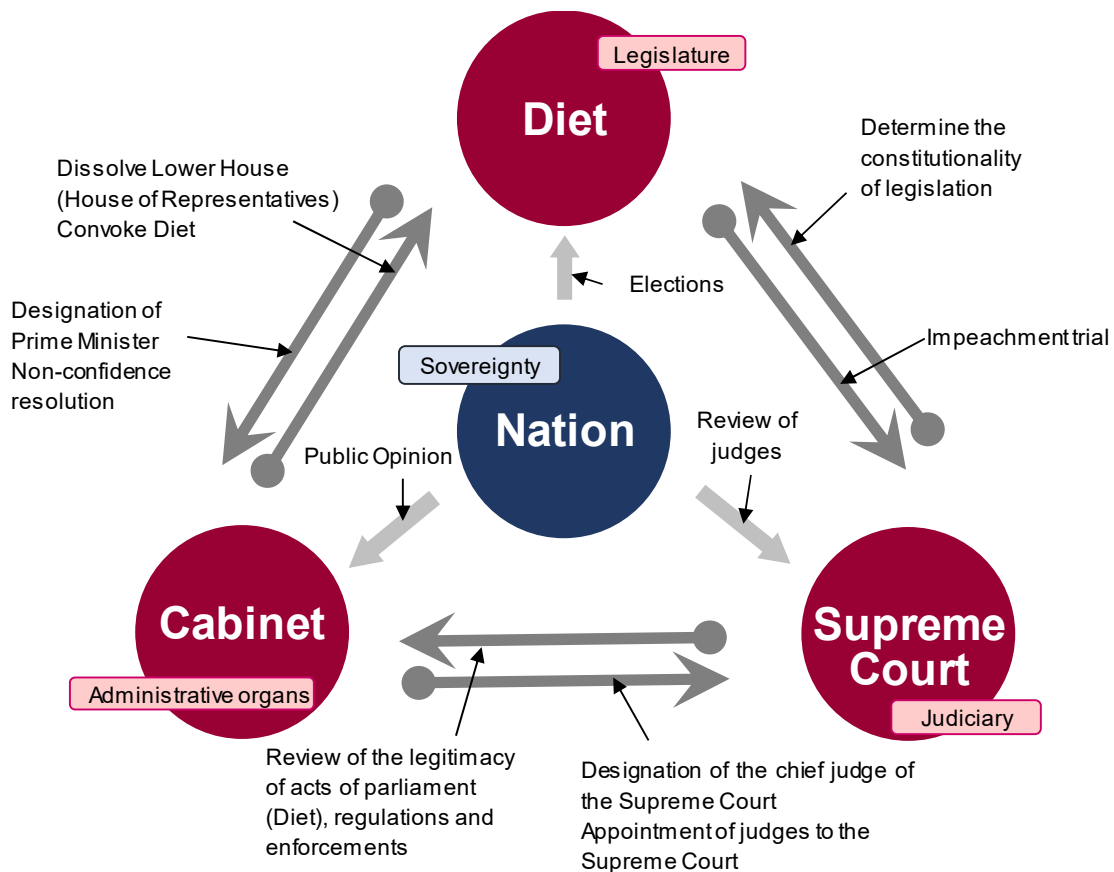 Legislature
Diet
Determine the
constitutionality
of legislation
Dissolve Lower House
(House of Representatives)
Convoke Diet
Elections
Designation of
Prime Minister
Non-confidence
resolution
Impeachment trial
Sovereignty
Nation
Review of
judges
Public Opinion
Cabinet
Administrative organs
Supreme
Court
Judiciary
Review of the legitimacy
of acts of parliament
(Diet), regulations and
enforcements
Designation of the chief judge of
the Supreme Court
Appointment of judges to the
Supreme Court